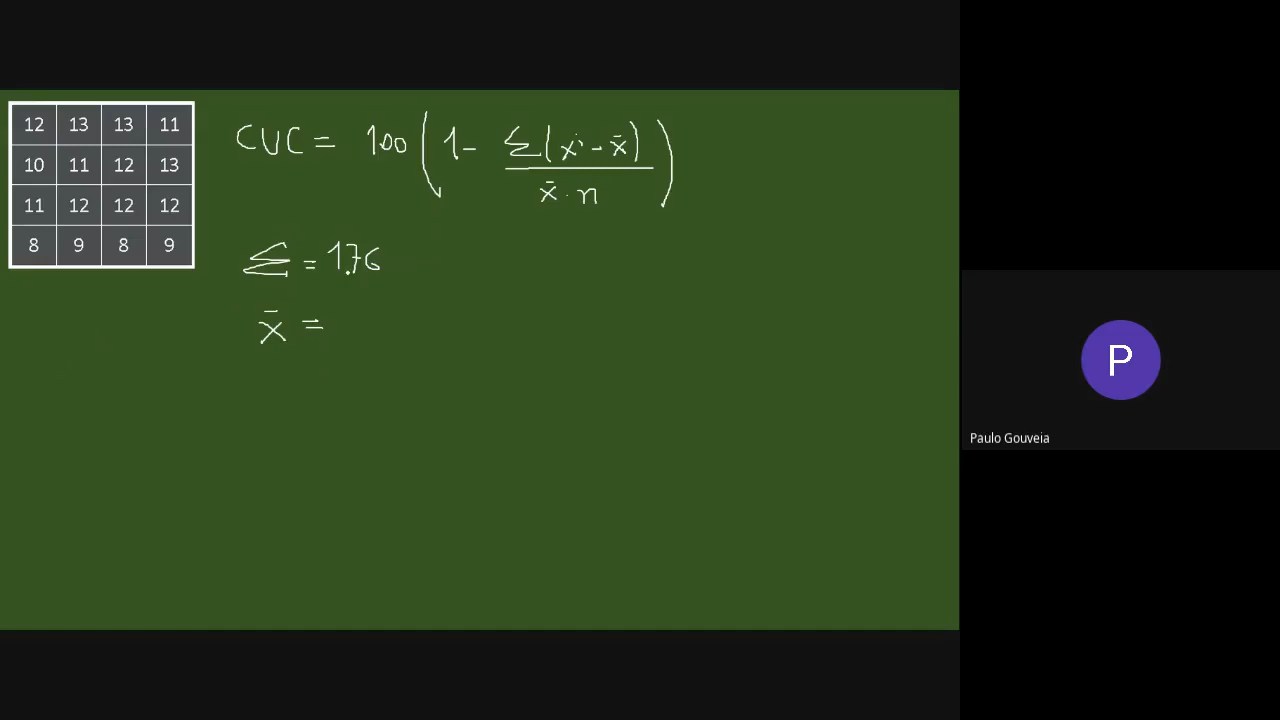 12 13 13 11
10 11 12 13
11 12 12 12
8 9 8 9
CUC = 100 (1 - Σ(xi - x̄) / x̄ · n)
Σ = 176
x̄ =
P
Paulo Gouveia